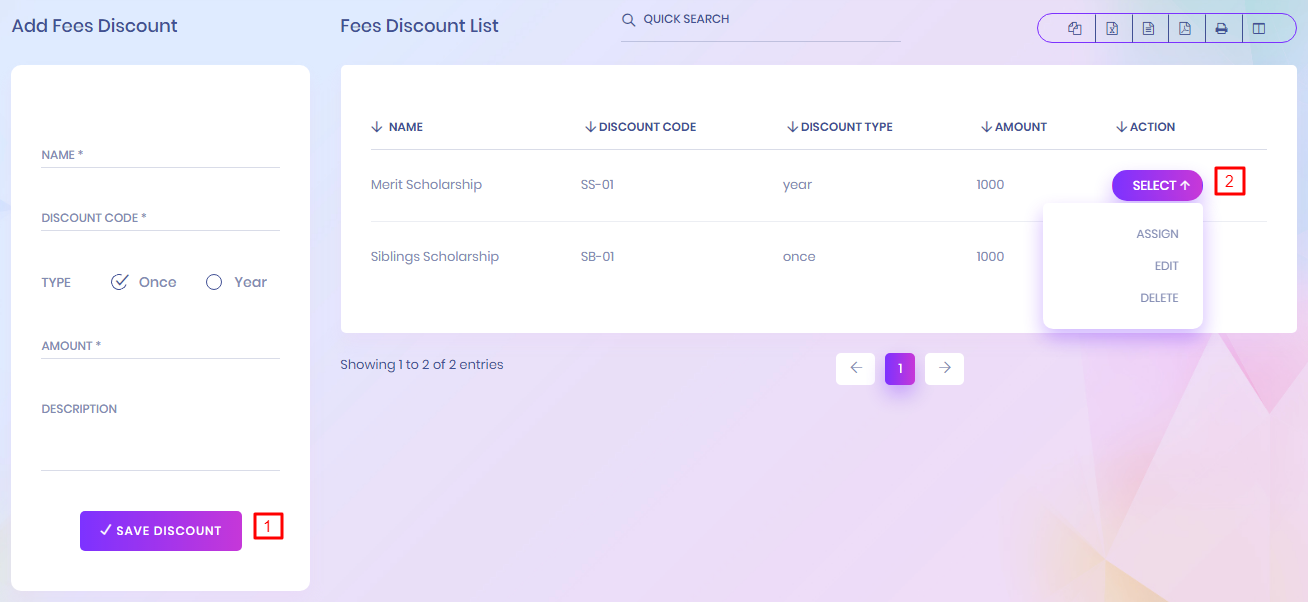 Add Fees Discount
NAME *
DISCOUNT CODE *
TYPE Once Year
AMOUNT *
DESCRIPTION
SAVE DISCOUNT 1
Fees Discount List
QUICK SEARCH
NAME DISCOUNT CODE DISCOUNT TYPE AMOUNT ACTION
Merit Scholarship SS-01 year 1000 SELECT 2
ASSIGN
EDIT
DELETE
Siblings Scholarship SB-01 once 1000
Showing 1 to 2 of 2 entries
1